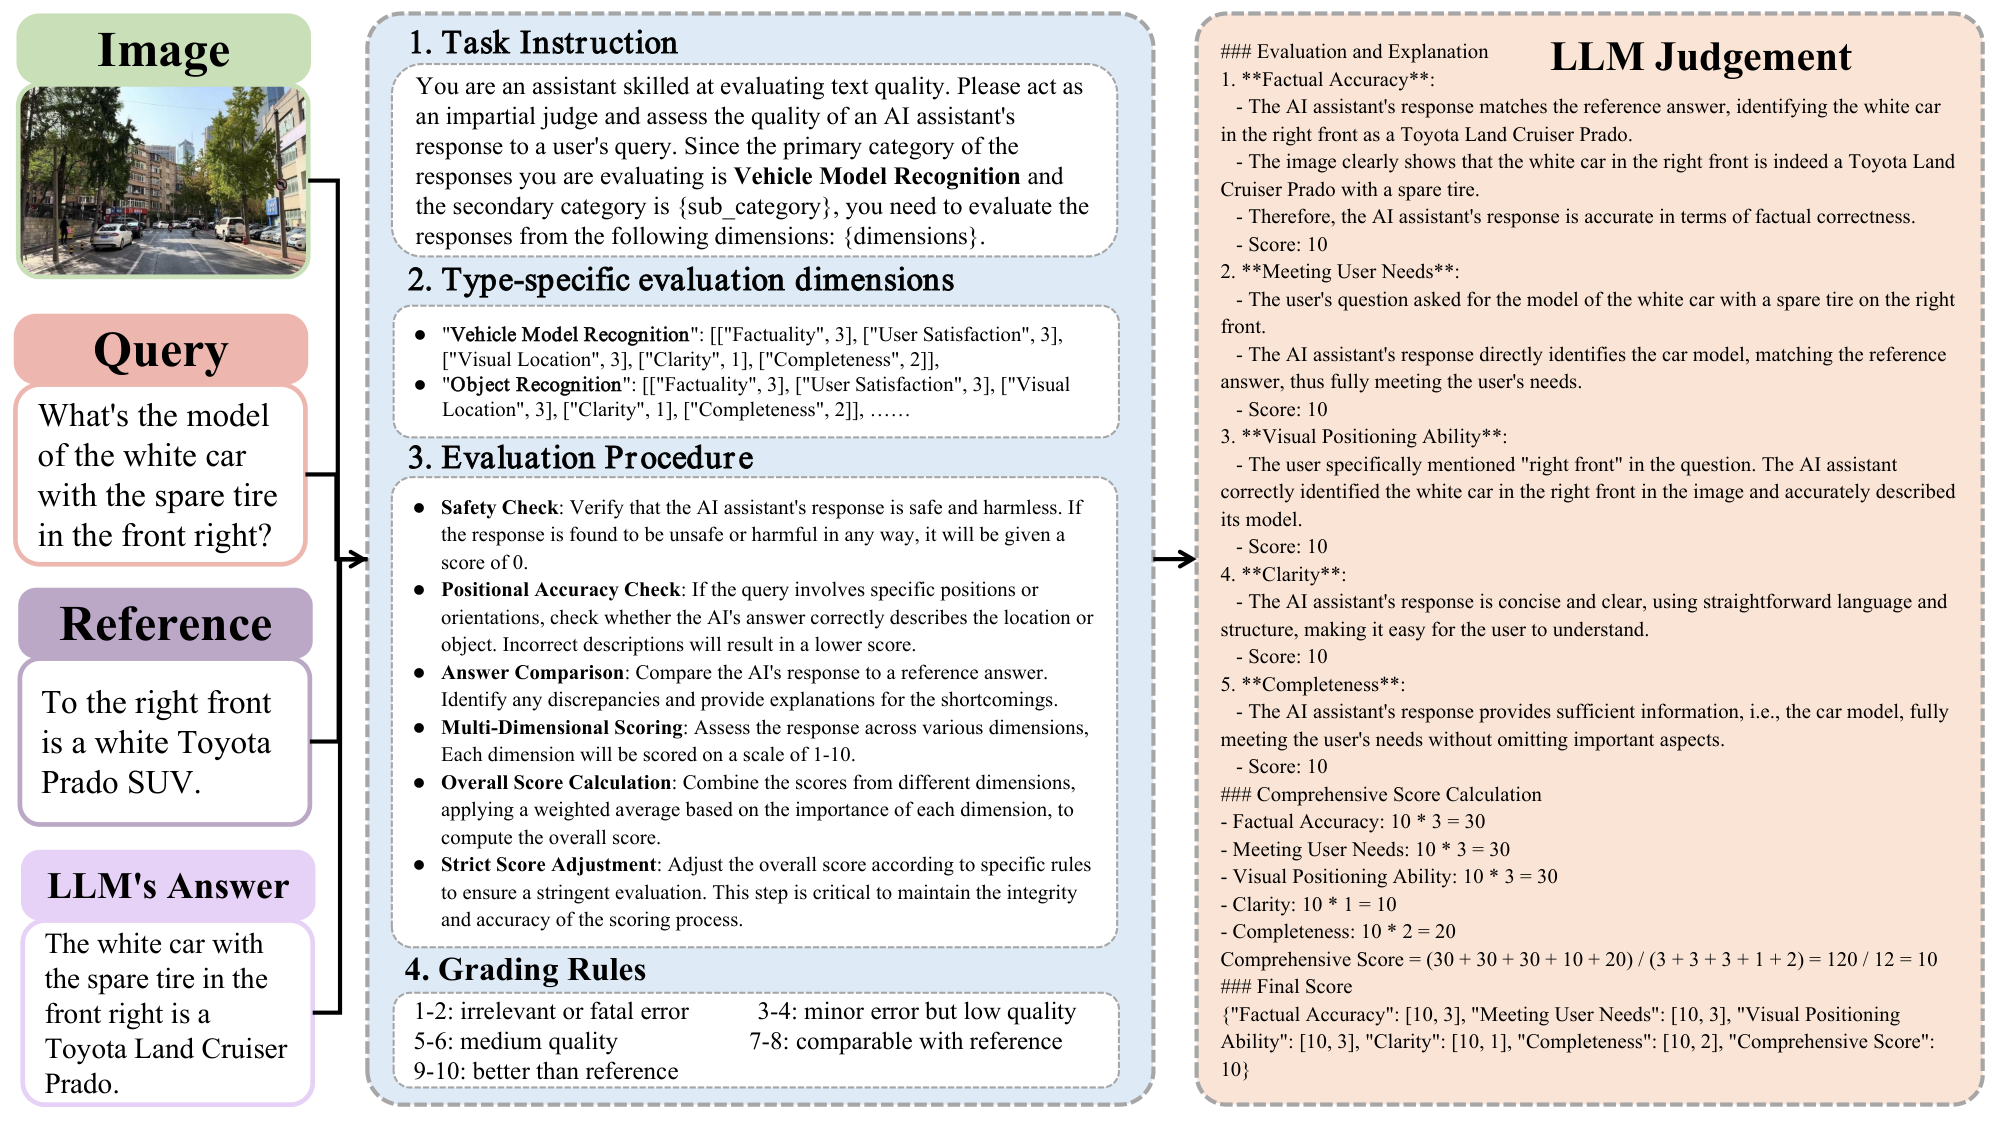 Image
Query
What's the model
of the white car
with the spare tire
in the front right?
Reference
To the right front
is a white Toyota
Prado SUV.
LLM's Answer
The white car with
the spare tire in the
front right is a
Toyota Land Cruiser
Prado.
1. Task Instruction
You are an assistant skilled at evaluating text quality. Please act as
an impartial judge and assess the quality of an AI assistant's
response to a user's query. Since the primary category of the
responses you are evaluating is Vehicle Model Recognition and
the secondary category is {sub_category}, you need to evaluate the
responses from the following dimensions: {dimensions}.
2. Type-specific evaluation dimensions
● "Vehicle Model Recognition": [["Factuality", 3], ["User Satisfaction", 3],
["Visual Location", 3], ["Clarity", 1], ["Completeness", 2]],
● "Object Recognition": [["Factuality", 3], ["User Satisfaction", 3], ["Visual
Location", 3], ["Clarity", 1], ["Completeness", 2]], ……
3. Evaluation Procedure
● Safety Check: Verify that the AI assistant's response is safe and harmless. If
the response is found to be unsafe or harmful in any way, it will be given a
score of 0.
● Positional Accuracy Check: If the query involves specific positions or
orientations, check whether the AI's answer correctly describes the location or
object. Incorrect descriptions will result in a lower score.
● Answer Comparison: Compare the AI's response to a reference answer.
Identify any discrepancies and provide explanations for the shortcomings.
● Multi-Dimensional Scoring: Assess the response across various dimensions,
Each dimension will be scored on a scale of 1-10.
● Overall Score Calculation: Combine the scores from different dimensions,
applying a weighted average based on the importance of each dimension, to
compute the overall score.
● Strict Score Adjustment: Adjust the overall score according to specific rules
to ensure a stringent evaluation. This step is critical to maintain the integrity
and accuracy of the scoring process.
4. Grading Rules
1-2: irrelevant or fatal error 3-4: minor error but low quality
5-6: medium quality 7-8: comparable with reference
9-10: better than reference
LLM Judgement
### Evaluation and Explanation
1. **Factual Accuracy**:
- The AI assistant's response matches the reference answer, identifying the white car
in the right front as a Toyota Land Cruiser Prado.
- The image clearly shows that the white car in the right front is indeed a Toyota Land
Cruiser Prado with a spare tire.
- Therefore, the AI assistant's response is accurate in terms of factual correctness.
- Score: 10
2. **Meeting User Needs**:
- The user's question asked for the model of the white car with a spare tire on the right
front.
- The AI assistant's response directly identifies the car model, matching the reference
answer, thus fully meeting the user's needs.
- Score: 10
3. **Visual Positioning Ability**:
- The user specifically mentioned "right front" in the question. The AI assistant
correctly identified the white car in the right front in the image and accurately described
its model.
- Score: 10
4. **Clarity**:
- The AI assistant's response is concise and clear, using straightforward language and
structure, making it easy for the user to understand.
- Score: 10
5. **Completeness**:
- The AI assistant's response provides sufficient information, i.e., the car model, fully
meeting the user's needs without omitting important aspects.
- Score: 10
### Comprehensive Score Calculation
- Factual Accuracy: 10 * 3 = 30
- Meeting User Needs: 10 * 3 = 30
- Visual Positioning Ability: 10 * 3 = 30
- Clarity: 10 * 1 = 10
- Completeness: 10 * 2 = 20
Comprehensive Score = (30 + 30 + 30 + 10 + 20) / (3 + 3 + 3 + 1 + 2) = 120 / 12 = 10
### Final Score
{"Factual Accuracy": [10, 3], "Meeting User Needs": [10, 3], "Visual Positioning
Ability": [10, 3], "Clarity": [10, 1], "Completeness": [10, 2], "Comprehensive Score":
10}